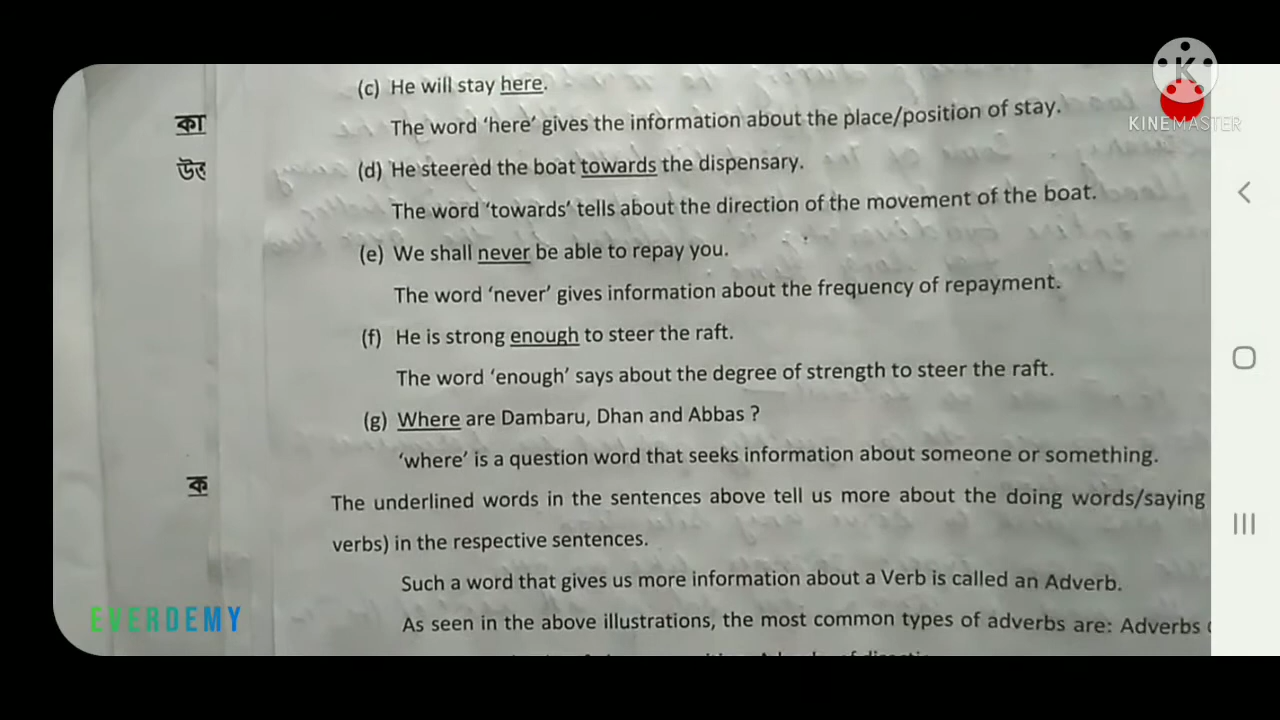 (c) He will stay here.
The word ‘here’ gives the information about the place/position of stay.
(d) He steered the boat towards the dispensary.
The word ‘towards’ tells about the direction of the movement of the boat.
(e) We shall never be able to repay you.
The word ‘never’ gives information about the frequency of repayment.
(f) He is strong enough to steer the raft.
The word ‘enough’ says about the degree of strength to steer the raft.
(g) Where are Dambaru, Dhan and Abbas ?
‘where’ is a question word that seeks information about someone or something.
The underlined words in the sentences above tell us more about the doing words/saying
verbs) in the respective sentences.
Such a word that gives us more information about a Verb is called an Adverb.
As seen in the above illustrations, the most common types of adverbs are: Adverbs
কা
উ
ক
KINEMASTER
EVERDEMY